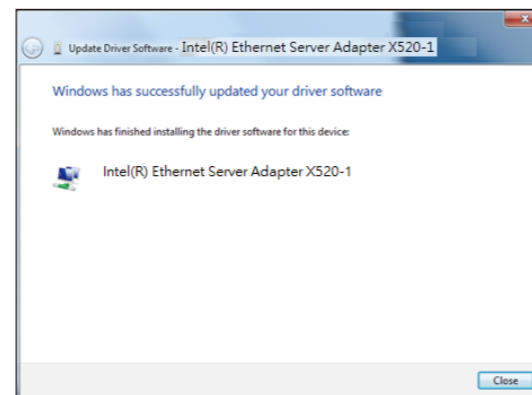 Update Driver Software - Intel(R) Ethernet Server Adapter X520-1
Windows has successfully updated your driver software
Windows has finished installing the driver software for this device:
Intel(R) Ethernet Server Adapter X520-1
Close